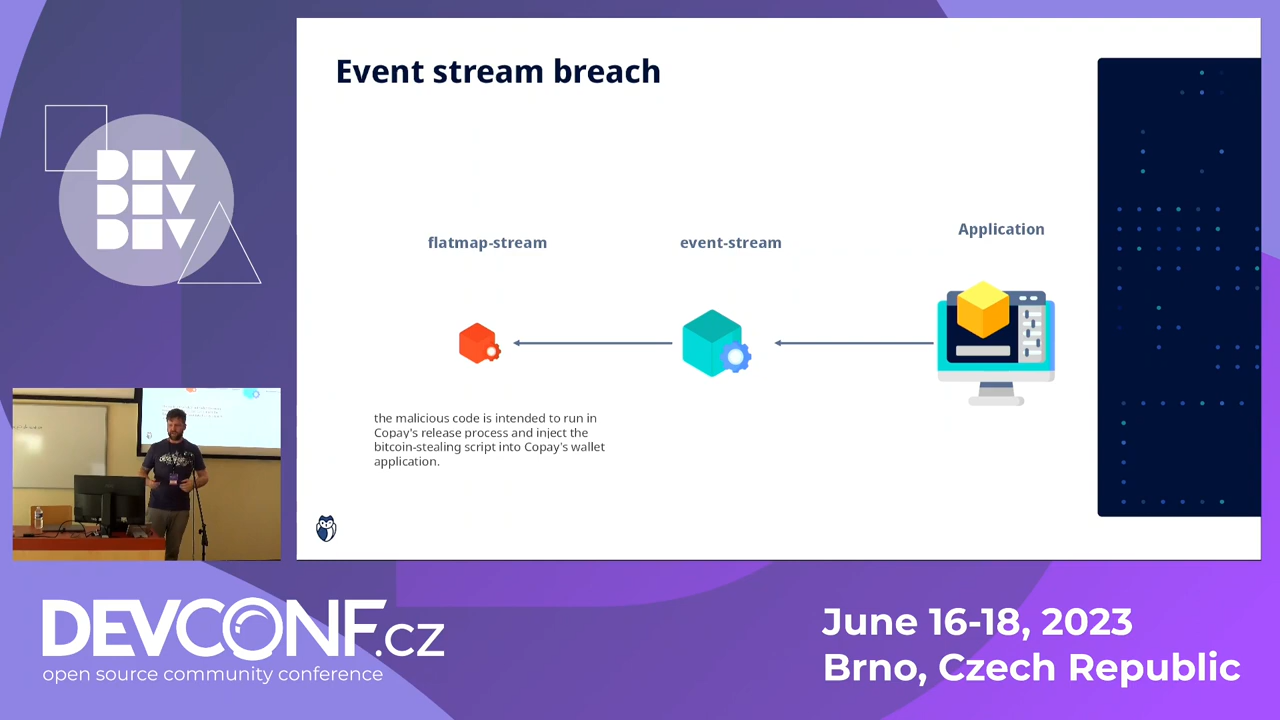 Event stream breach
flatmap-stream
event-stream
Application
the malicious code is intended to run in
Copay's release process and inject the
bitcoin-stealing script into Copay's wallet
application.
DEV
DEV
DEV
DEVCONF.cz
open source community conference
June 16-18, 2023
Brno, Czech Republic